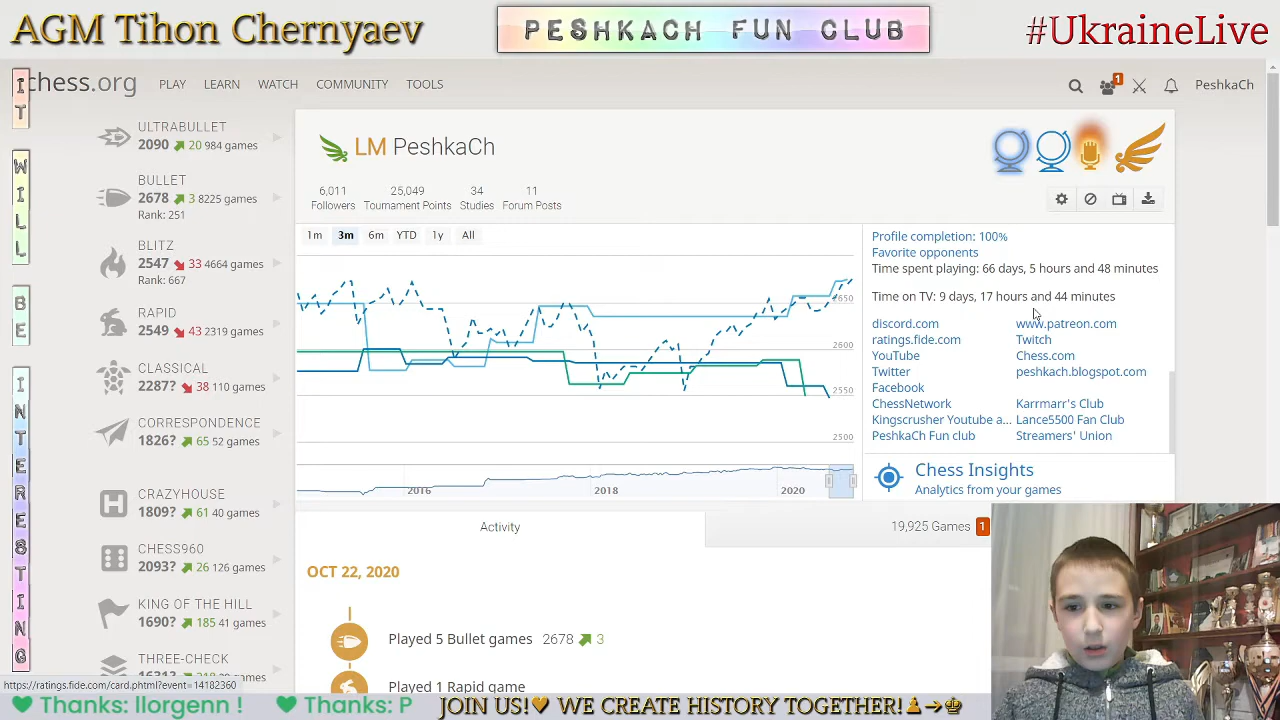 AGM Tihon Chernyaev
PESHKACH FUN CLUB
#UkraineLive
IT
WILL
BE
INTERESTING
chess.org
PLAY LEARN WATCH COMMUNITY TOOLS
1
PeshkaCh
ULTRABULLET
2090 20 984 games
BULLET
2678 3 8225 games
Rank: 251
BLITZ
2547 33 4664 games
Rank: 667
RAPID
2549 43 2319 games
CLASSICAL
2287? 38 110 games
CORRESPONDENCE
1826? 65 52 games
CRAZYHOUSE
1809? 61 40 games
CHESS960
2093? 26 126 games
KING OF THE HILL
1690? 185 41 games
THREE-CHECK
LM PeshkaCh
6,011 25,049 34 11
Followers Tournament Points Studies Forum Posts
1m 3m 6m YTD 1y All
2650
2600
2550
2500
2016 2018 2020
Profile completion: 100%
Favorite opponents
Time spent playing: 66 days, 5 hours and 48 minutes
Time on TV: 9 days, 17 hours and 44 minutes
discord.com www.patreon.com
ratings.fide.com Twitch
YouTube Chess.com
Twitter peshkach.blogspot.com
Facebook
ChessNetwork Karrmarr's Club
Kingscrusher Youtube a... Lance5500 Fan Club
PeshkaCh Fun club Streamers' Union
Chess Insights
Analytics from your games
Activity
19,925 Games 1
OCT 22, 2020
Played 5 Bullet games 2678 3
Played 1 Rapid game
https://ratings.fide.com/card.phtml?event=14182360
Thanks: llorgenn ! Thanks: P
JOIN US! WE CREATE HISTORY TOGETHER!